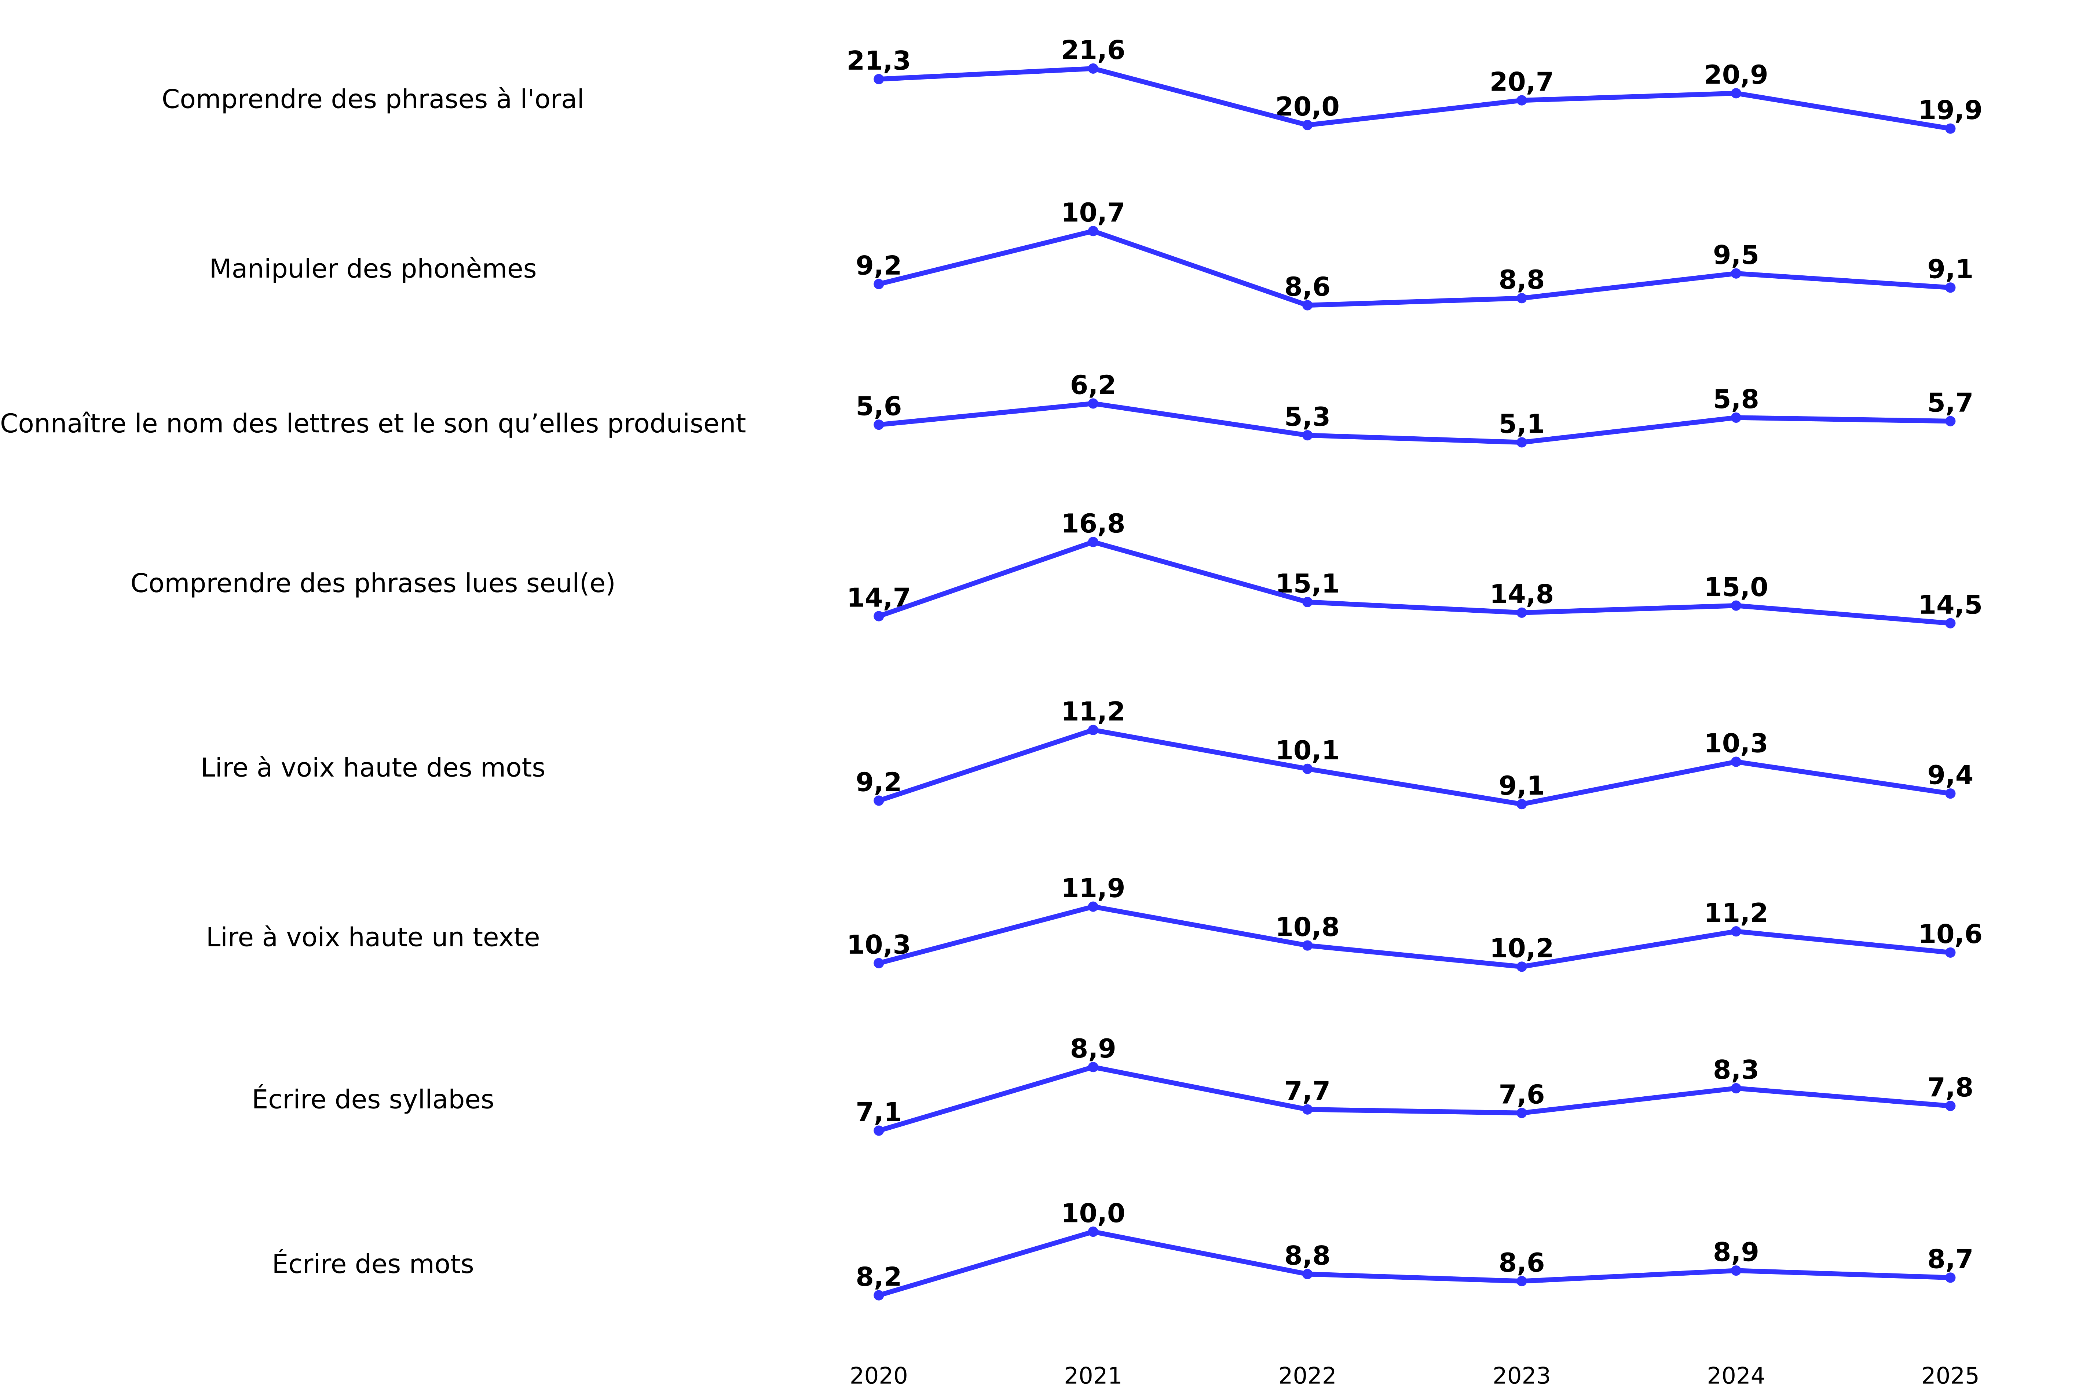 Comprendre des phrases à l'oral
21,3 21,6 20,0 20,7 20,9 19,9
Manipuler des phonèmes
9,2 10,7 8,6 8,8 9,5 9,1
Connaître le nom des lettres et le son qu’elles produisent
5,6 6,2 5,3 5,1 5,8 5,7
Comprendre des phrases lues seul(e)
14,7 16,8 15,1 14,8 15,0 14,5
Lire à voix haute des mots
9,2 11,2 10,1 9,1 10,3 9,4
Lire à voix haute un texte
10,3 11,9 10,8 10,2 11,2 10,6
Écrire des syllabes
7,1 8,9 7,7 7,6 8,3 7,8
Écrire des mots
8,2 10,0 8,8 8,6 8,9 8,7
2020 2021 2022 2023 2024 2025